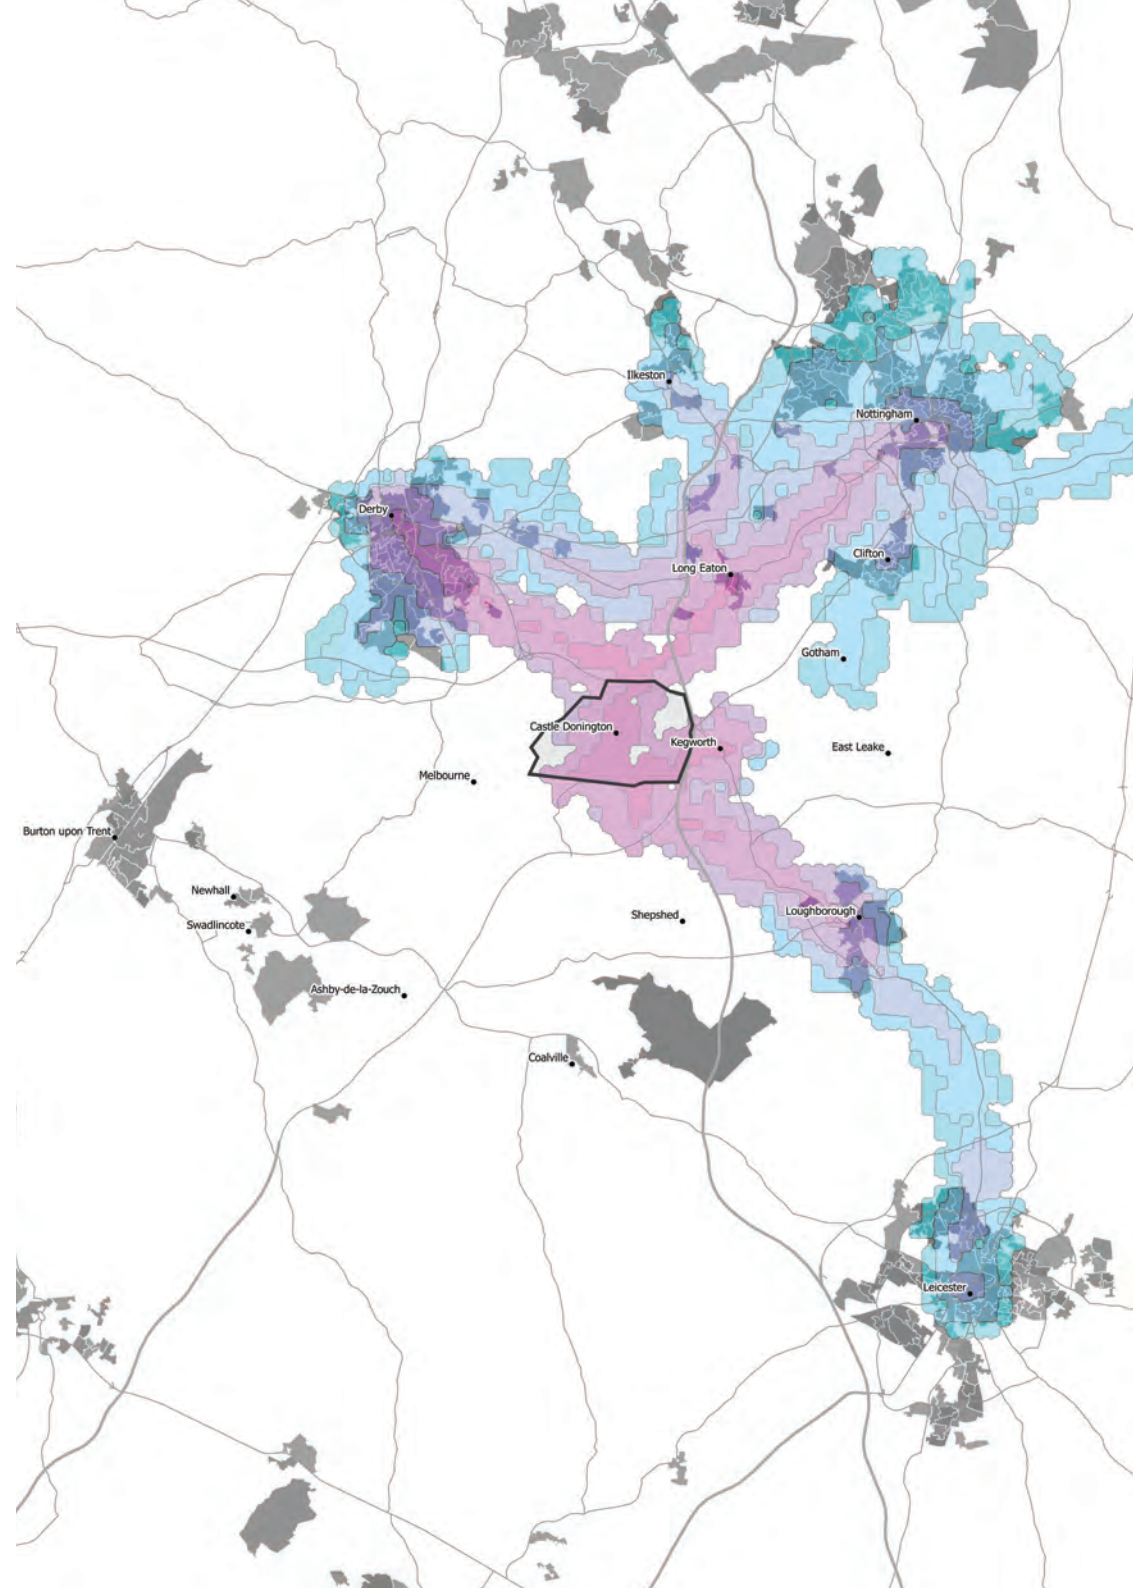 Ilkeston
Nottingham
Derby
Clifton
Long Eaton
Gotham
Castle Donington
Kegworth
East Leake
Melbourne
Burton upon Trent
Newhall
Loughborough
Shepshed
Swadlincote
Ashby-de-la-Zouch
Coalville
Leicester